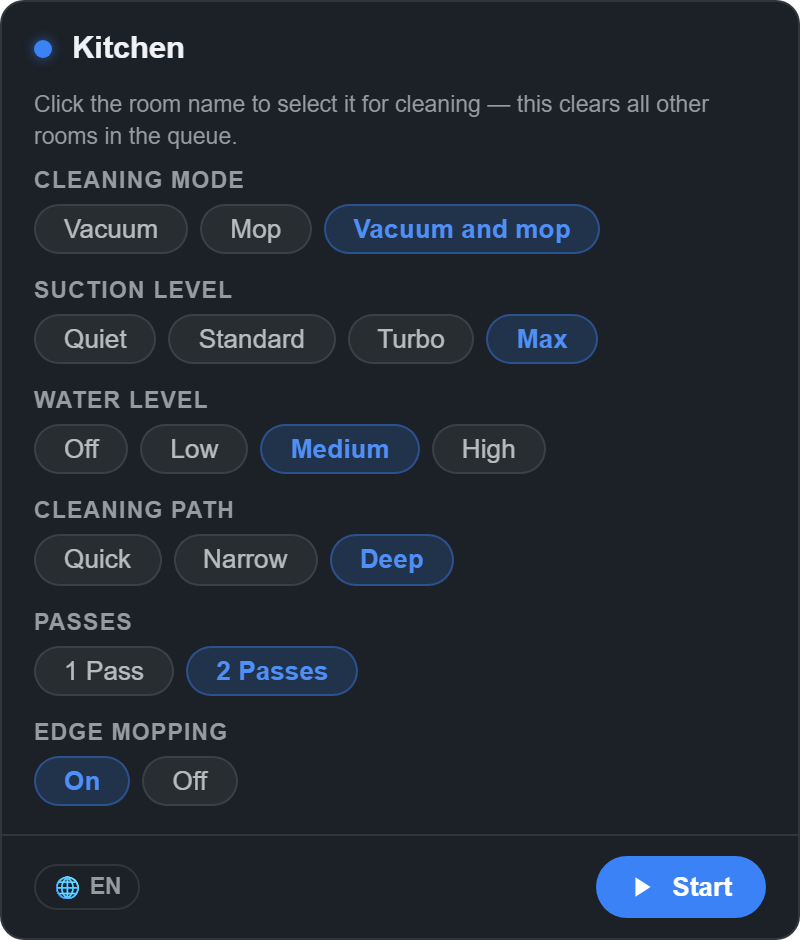 Kitchen
Click the room name to select it for cleaning — this clears all other
rooms in the queue.
CLEANING MODE
Vacuum Mop Vacuum and mop
SUCTION LEVEL
Quiet Standard Turbo Max
WATER LEVEL
Off Low Medium High
CLEANING PATH
Quick Narrow Deep
PASSES
1 Pass 2 Passes
EDGE MOPPING
On Off
EN Start